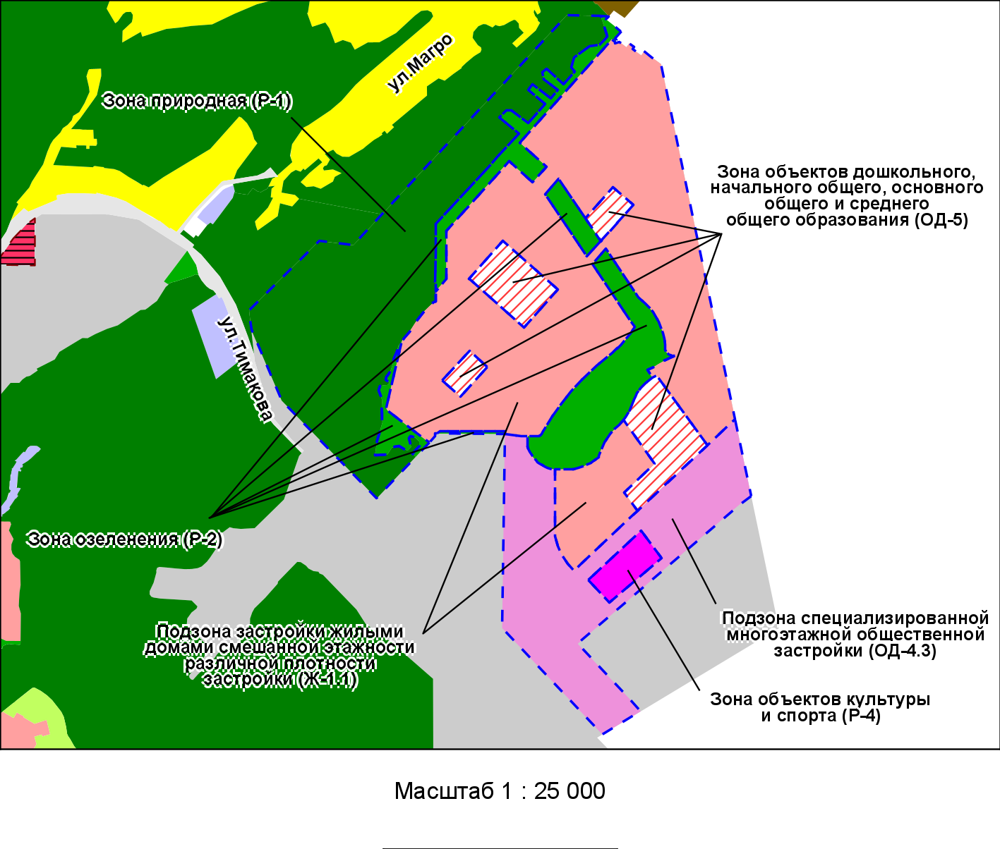 ул.Магро
Зона природная (Р-1)
Зона объектов дошкольного,
начального общего, основного
общего и среднего
общего образования (ОД-5)
ул.Тимакова
Зона озеленения (Р-2)
Подзона застройки жилыми
домами смешанной этажности
различной плотности
застройки (Ж-1.1)
Подзона специализированной
многоэтажной общественной
застройки (ОД-4.3)
Зона объектов культуры
и спорта (Р-4)
Масштаб 1 : 25 000